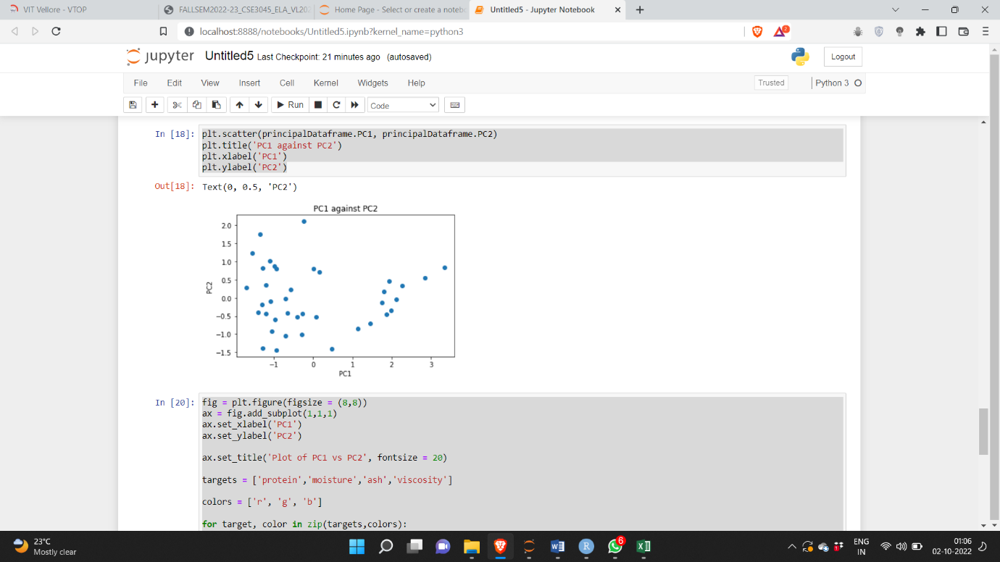 VIT Vellore - VTOP
FALLSEM2022-23_CSE3045_ELA_VL202
Home Page - Select or create a notebo
Untitled5 - Jupyter Notebook
localhost:8888/notebooks/Untitled5.ipynb?kernel_name=python3
2
jupyter Untitled5 Last Checkpoint: 21 minutes ago (autosaved)
Logout
File Edit View Insert Cell Kernel Widgets Help
Trusted
Python 3
Run
Code
In [18]: plt.scatter(principalDataframe.PC1, principalDataframe.PC2)
plt.title('PC1 against PC2')
plt.xlabel('PC1')
plt.ylabel('PC2')
Out[18]: Text(0, 0.5, 'PC2')
PC1 against PC2
2.0
1.5
1.0
0.5
0.0
−0.5
−1.0
−1.5
PC2
−1 0 1 2 3
PC1
In [20]: fig = plt.figure(figsize = (8,8))
ax = fig.add_subplot(1,1,1)
ax.set_xlabel('PC1')
ax.set_ylabel('PC2')
ax.set_title('Plot of PC1 vs PC2', fontsize = 20)
targets = ['protein','moisture','ash','viscosity']
colors = ['r', 'g', 'b']
for target, color in zip(targets,colors):
23°C
Mostly clear
W
R
6
X
ENG
IN
01:06
02-10-2022